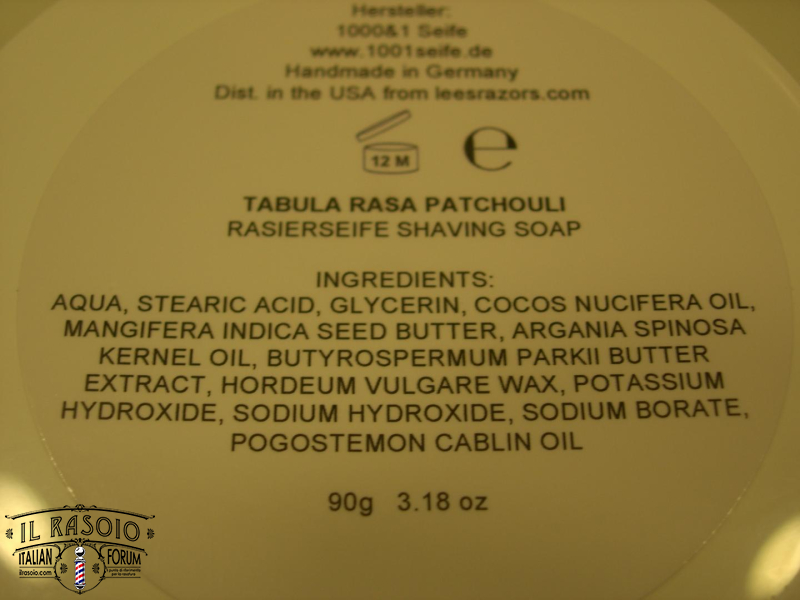 Hersteller:
1000&1 Seife
www.1001seife.de
Handmade in Germany
Dist. in the USA from leesrazors.com
12 M
e
TABULA RASA PATCHOULI
RASIERSEIFE SHAVING SOAP
INGREDIENTS:
AQUA, STEARIC ACID, GLYCERIN, COCOS NUCIFERA OIL,
MANGIFERA INDICA SEED BUTTER, ARGANIA SPINOSA
KERNEL OIL, BUTYROSPERMUM PARKII BUTTER
EXTRACT, HORDEUM VULGARE WAX, POTASSIUM
HYDROXIDE, SODIUM HYDROXIDE, SODIUM BORATE,
POGOSTEMON CABLIN OIL
90g 3.18 oz
IL RASOIO
ITALIAN FORUM
ilrasoio.com